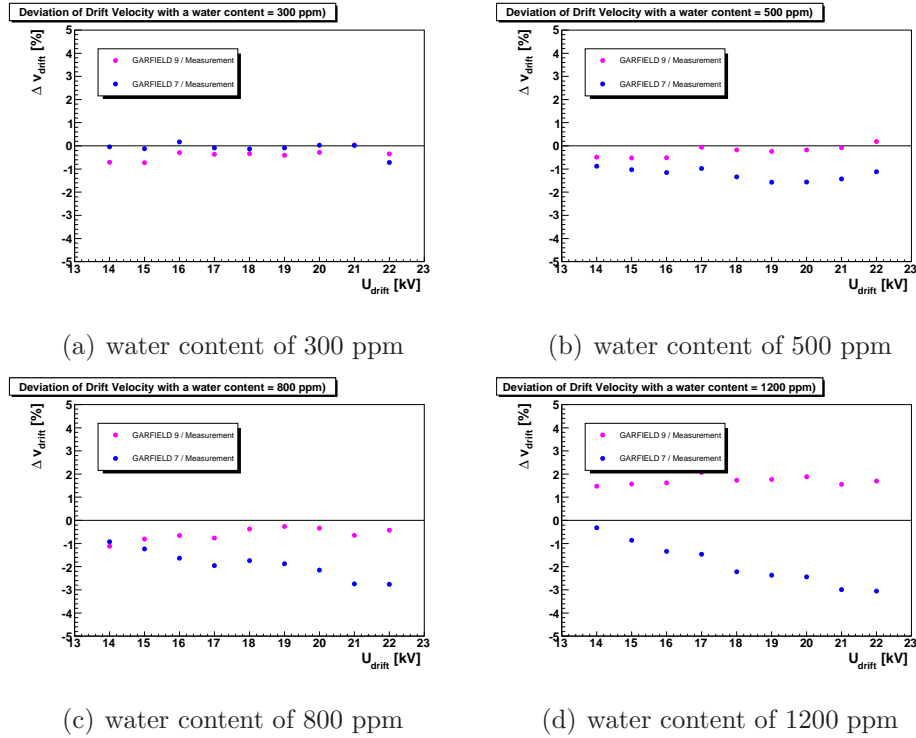 Deviation of Drift Velocity with a water content = 300 ppm)
Δ v_drift [%]
5
4
3
2
1
0
-1
-2
-3
-4
-5
GARFIELD 9 / Measurement
GARFIELD 7 / Measurement
13 14 15 16 17 18 19 20 21 22 23
U_drift [kV]
(a) water content of 300 ppm
Deviation of Drift Velocity with a water content = 500 ppm)
Δ v_drift [%]
5
4
3
2
1
0
-1
-2
-3
-4
-5
GARFIELD 9 / Measurement
GARFIELD 7 / Measurement
13 14 15 16 17 18 19 20 21 22 23
U_drift [kV]
(b) water content of 500 ppm
Deviation of Drift Velocity with a water content = 800 ppm)
Δ v_drift [%]
5
4
3
2
1
0
-1
-2
-3
-4
-5
GARFIELD 9 / Measurement
GARFIELD 7 / Measurement
13 14 15 16 17 18 19 20 21 22 23
U_drift [kV]
(c) water content of 800 ppm
Deviation of Drift Velocity with a water content = 1200 ppm)
Δ v_drift [%]
5
4
3
2
1
0
-1
-2
-3
-4
-5
GARFIELD 9 / Measurement
GARFIELD 7 / Measurement
13 14 15 16 17 18 19 20 21 22 23
U_drift [kV]
(d) water content of 1200 ppm